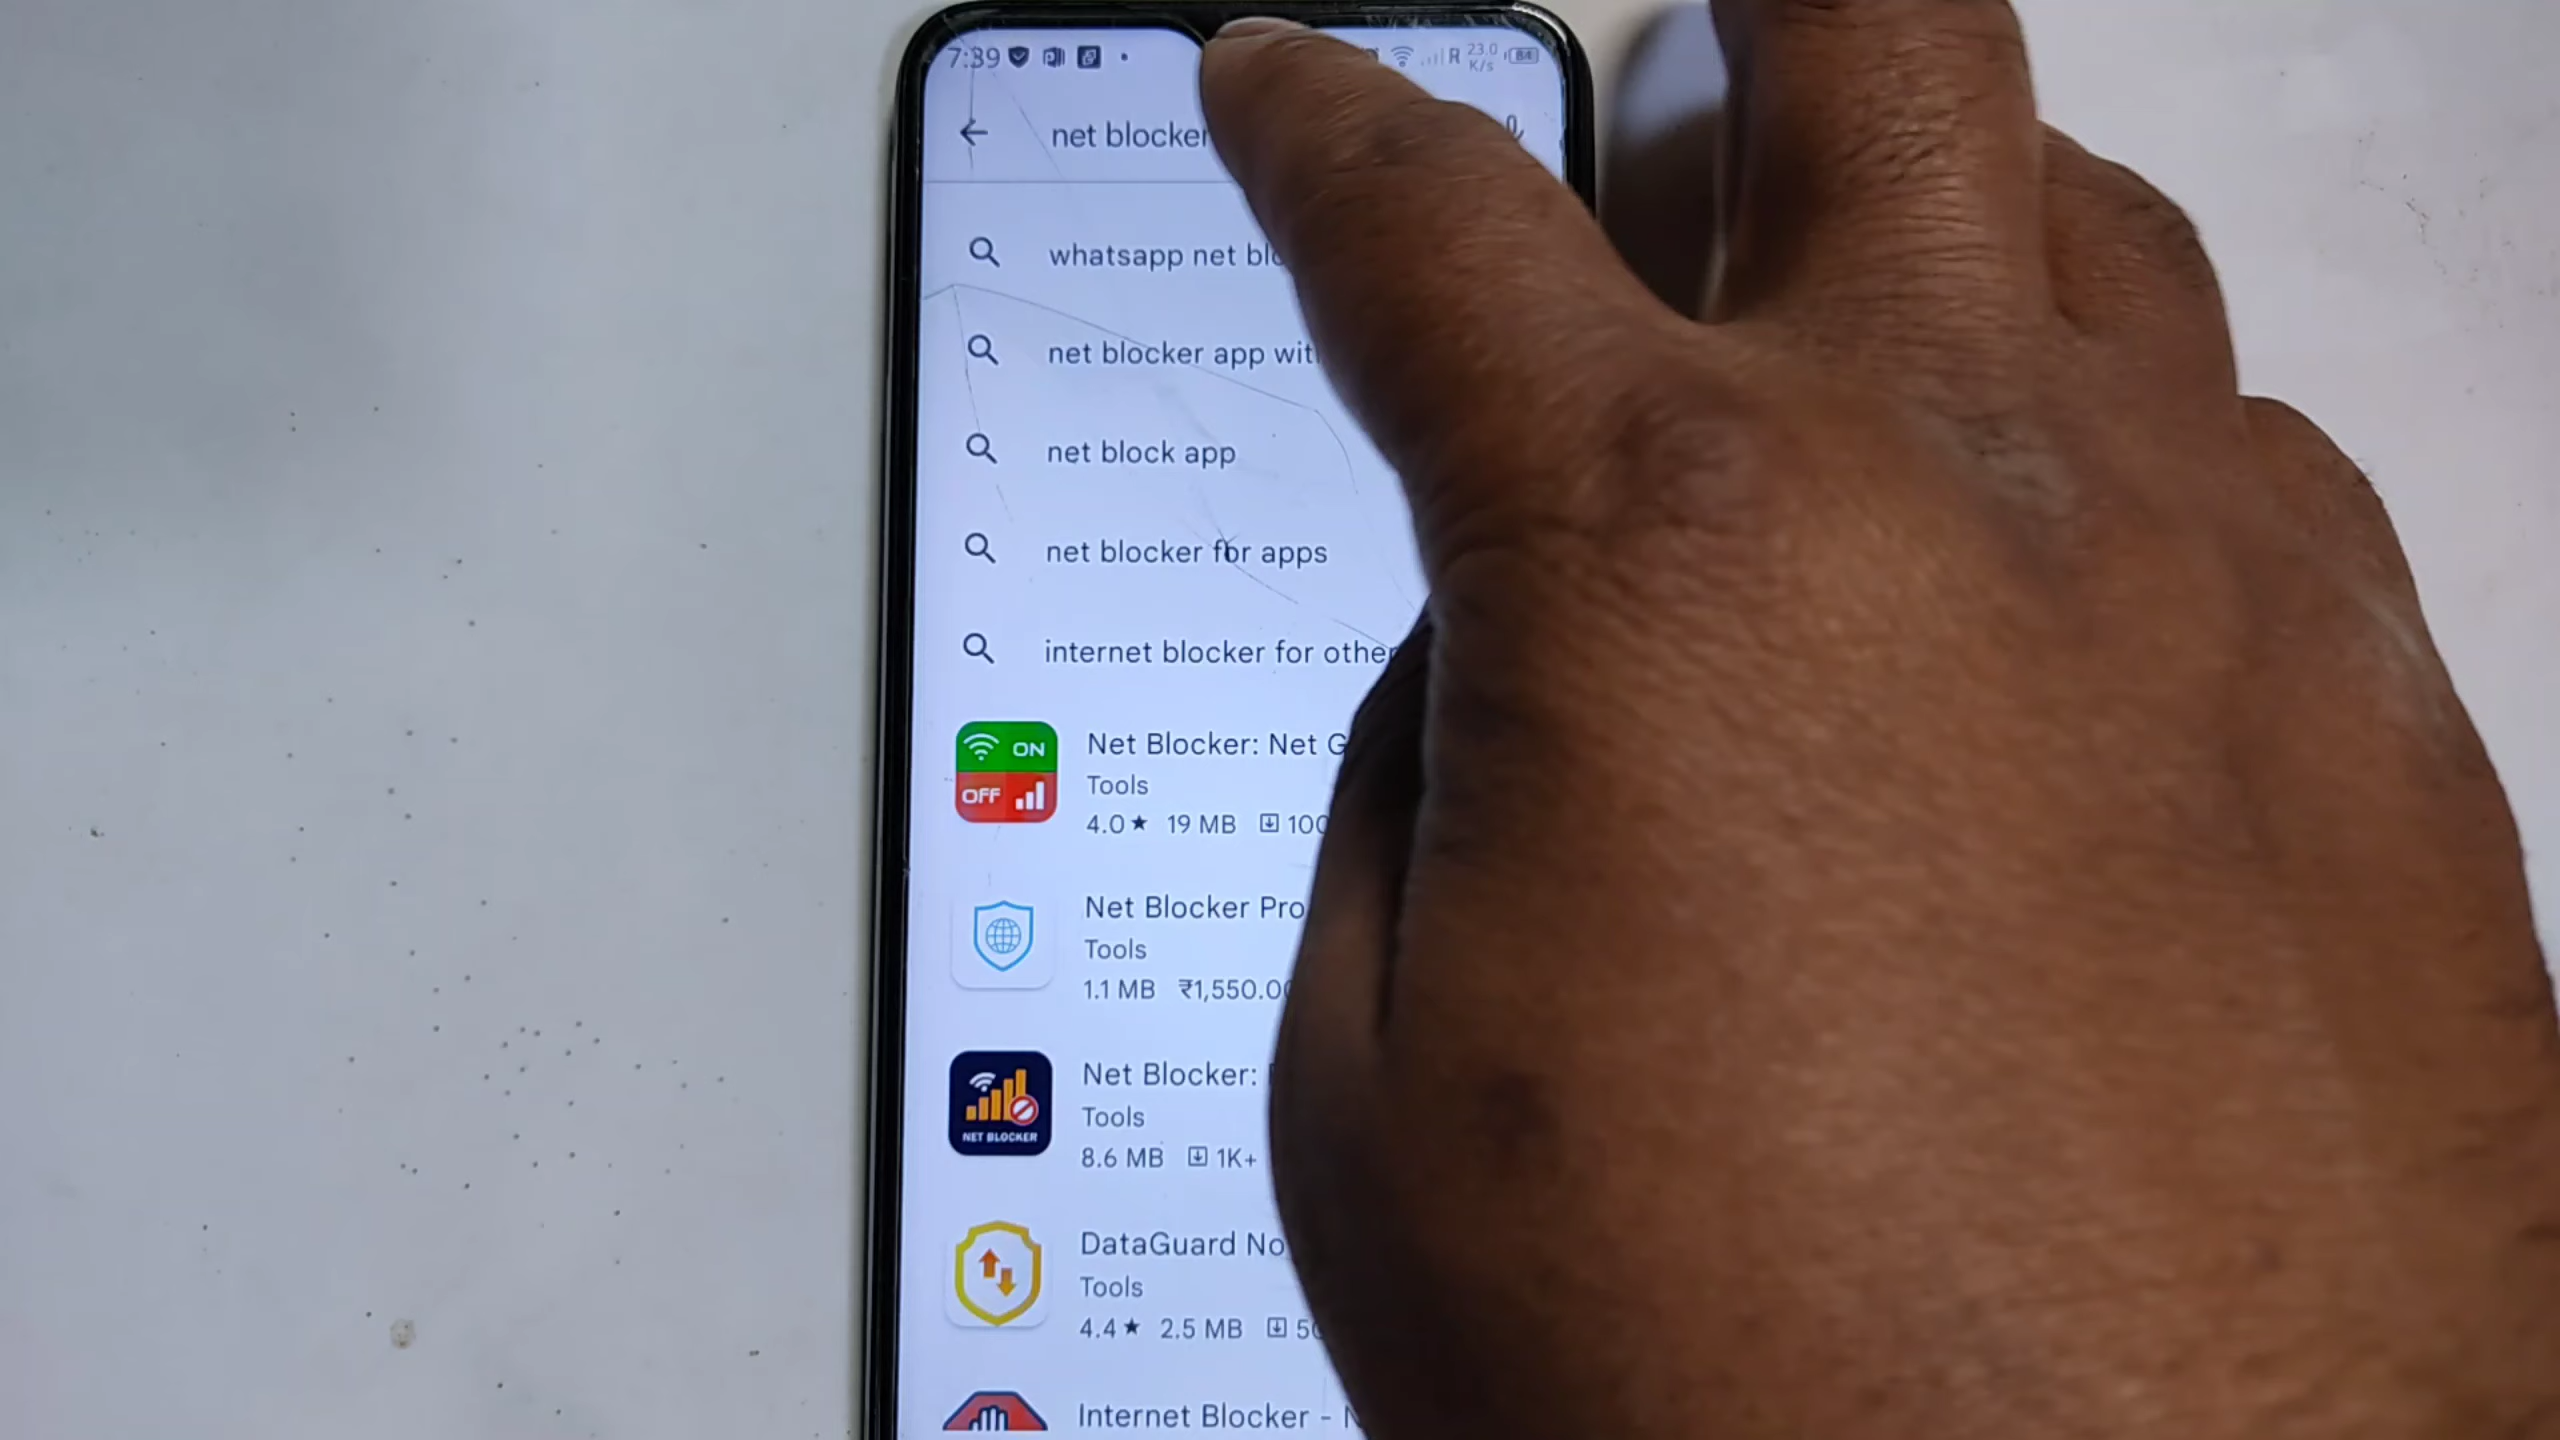 7:39 R 23.0 K/s 84
net blocker
whatsapp net
net blocker app
net block app
net blocker for apps
internet blocker for other
ON
OFF
Net Blocker: Net
Tools
4.0★ 19 MB
Net Blocker Pro
Tools
1.1 MB ₹1,550.00
NET BLOCKER
Net Blocker:
Tools
8.6 MB 1K+
DataGuard No
Tools
4.4★ 2.5 MB
Internet Blocker -